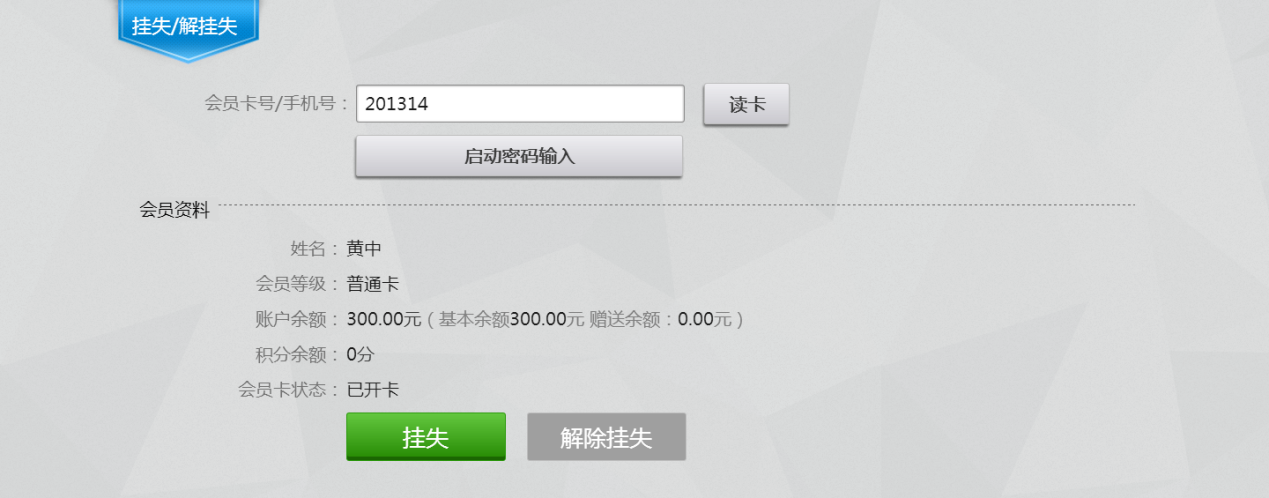 挂失/解挂失
会员卡号/手机号： 201314 读卡
启动密码输入
会员资料
姓名： 黄中
会员等级： 普通卡
账户余额： 300.00元 ( 基本余额300.00元 赠送余额：0.00元 )
积分余额： 0分
会员卡状态： 已开卡
挂失 解除挂失